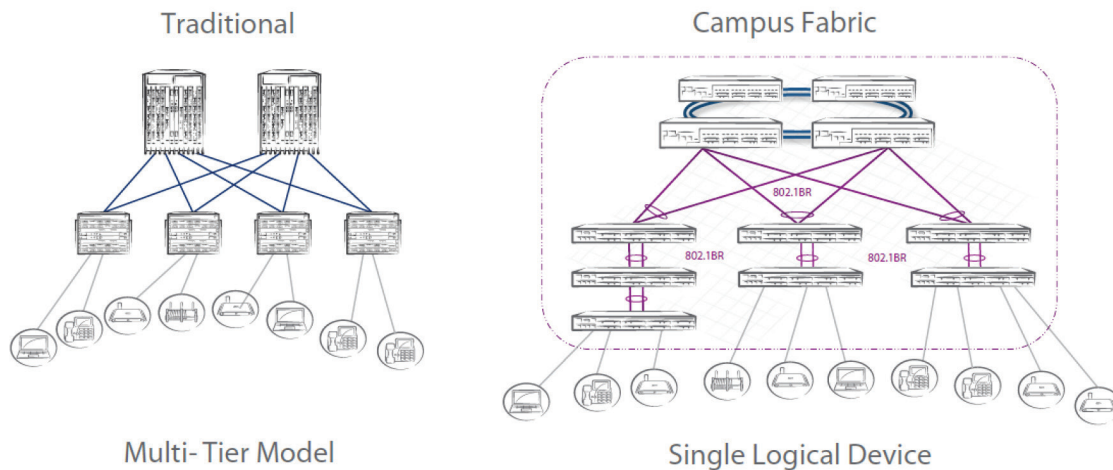 Traditional
Campus Fabric
802.1BR
802.1BR
802.1BR
Multi- Tier Model
Single Logical Device